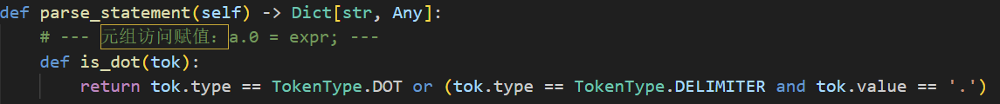 def parse_statement(self) -> Dict[str, Any]:
    # --- 元组访问赋值：a.0 = expr; ---
    def is_dot(tok):
        return tok.type == TokenType.DOT or (tok.type == TokenType.DELIMITER and tok.value == '.')